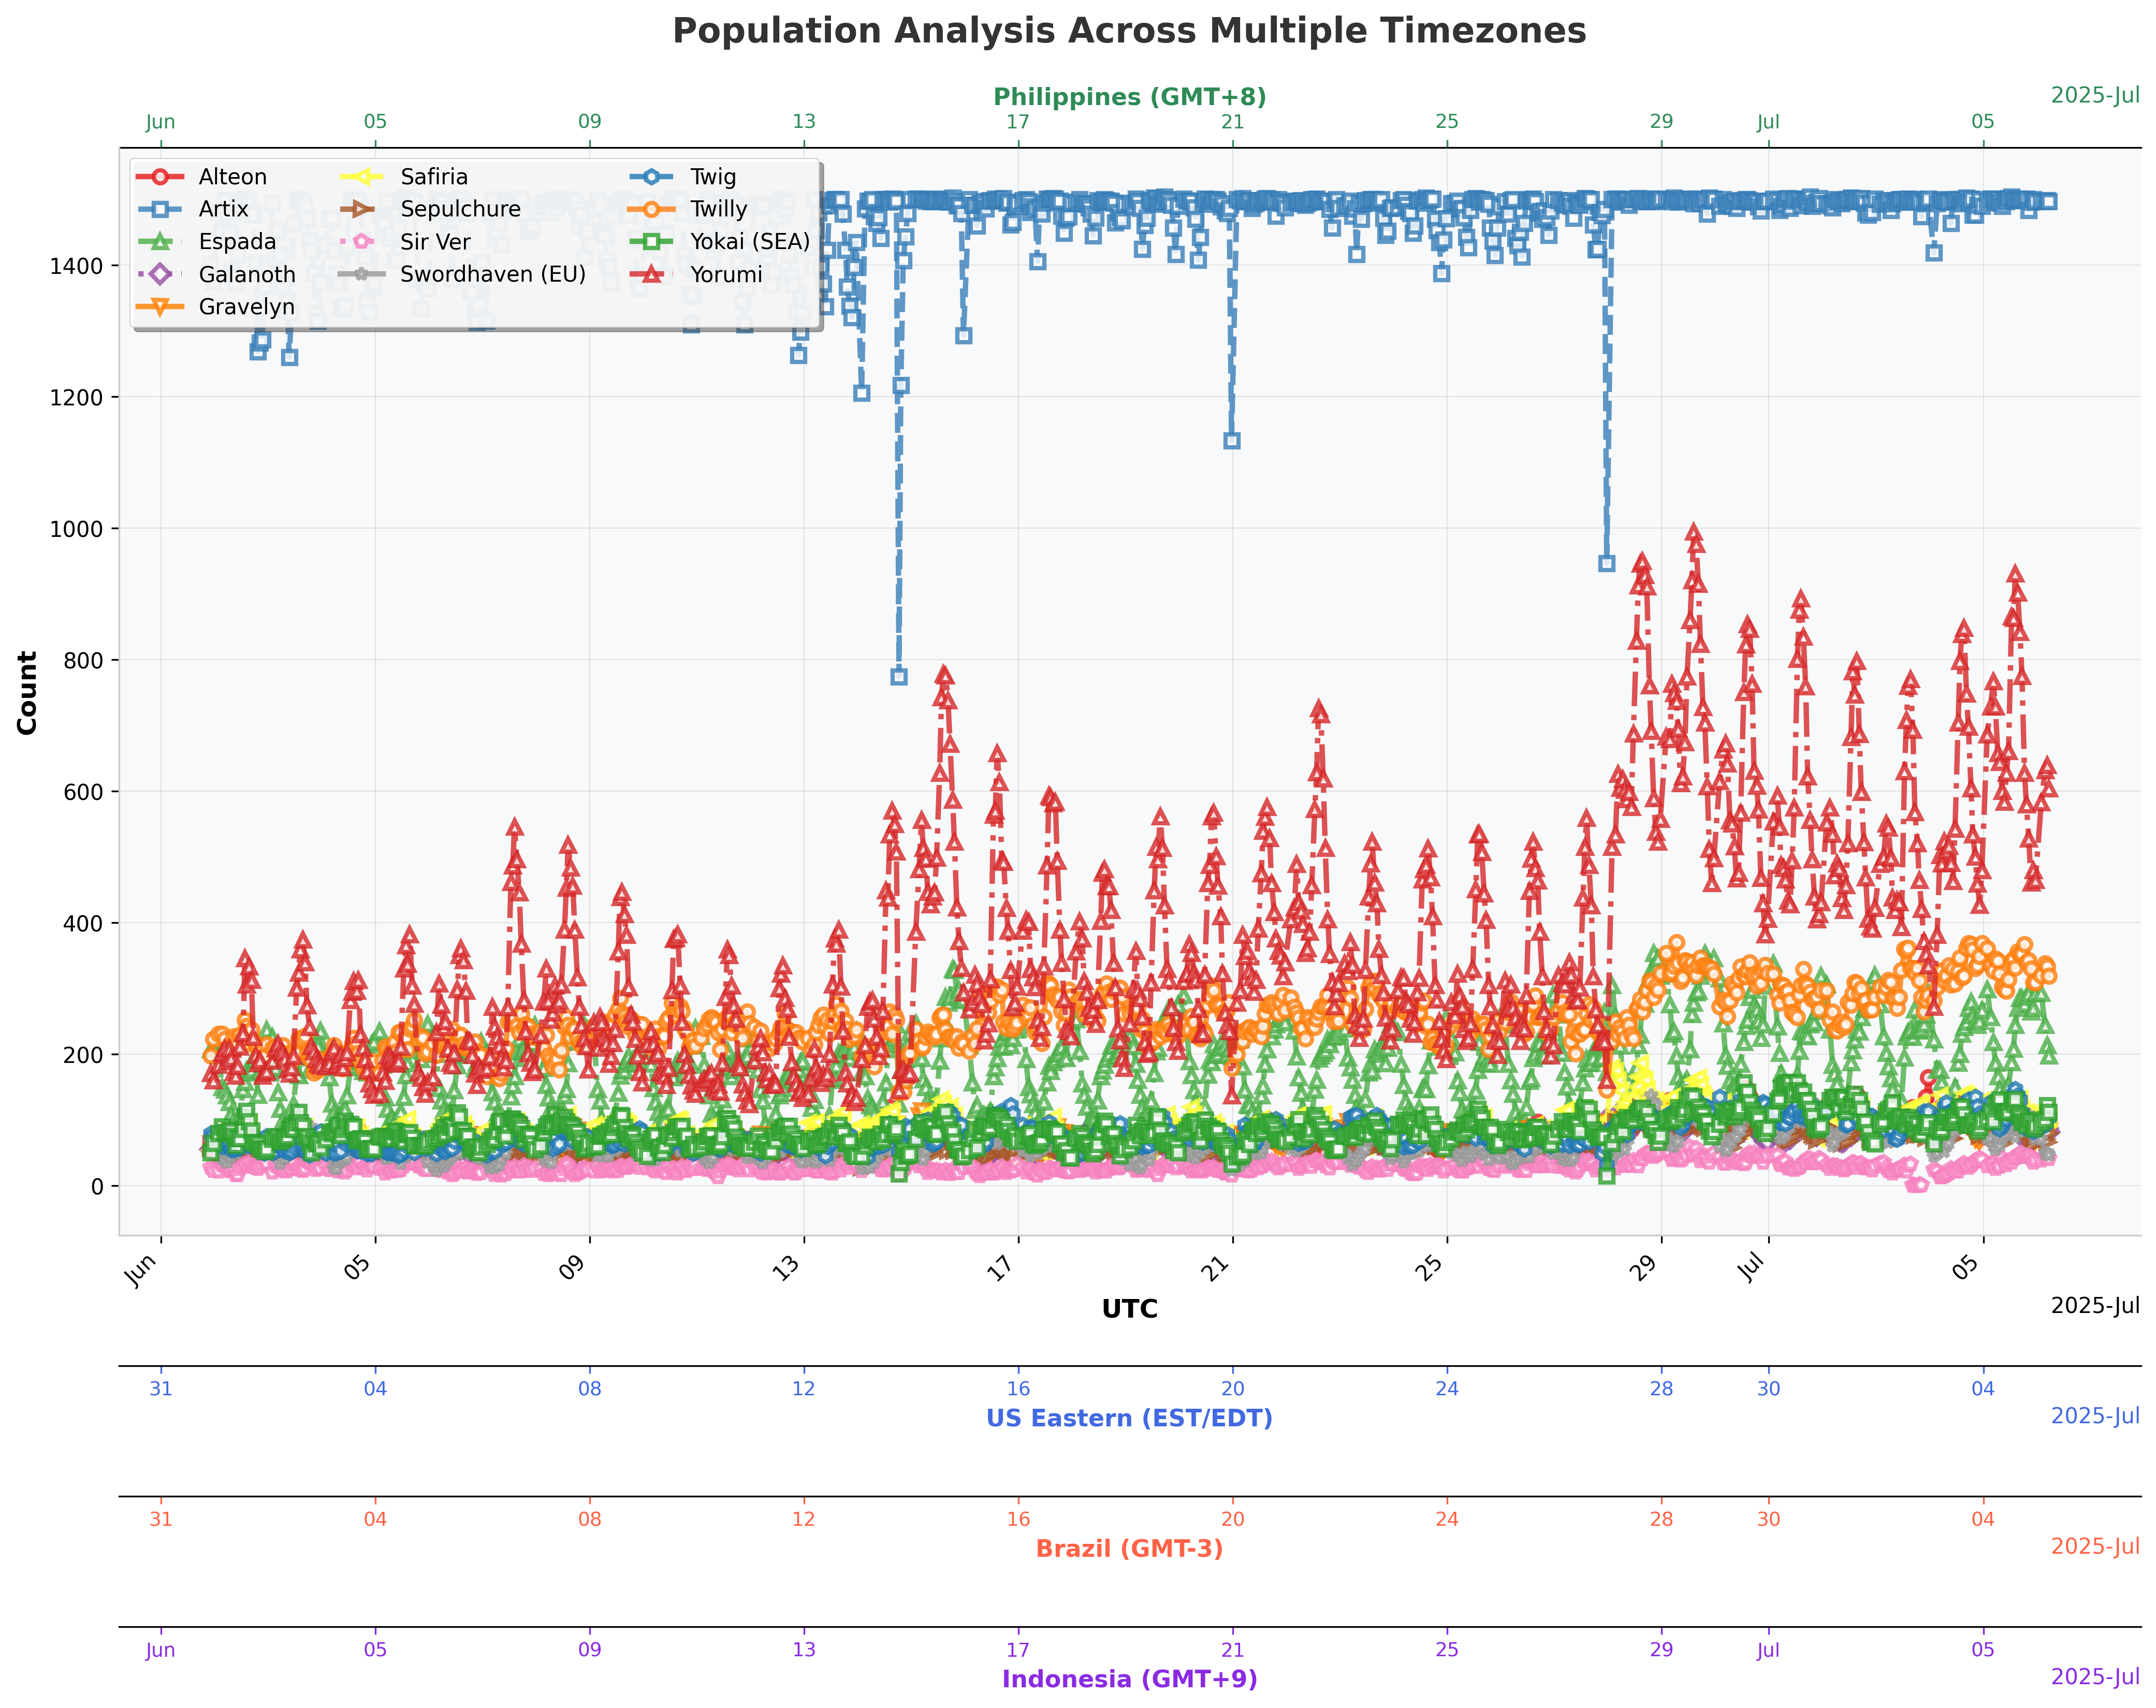 Population Analysis Across Multiple Timezones
Philippines (GMT+8)
2025-Jul
Jun 05 09 13 17 21 25 29 Jul 05
Alteon
Artix
Espada
Galanoth
Gravelyn
Safiria
Sepulchure
Sir Ver
Swordhaven (EU)
Twig
Twilly
Yokai (SEA)
Yorumi
Count
1400
1200
1000
800
600
400
200
0
Jun 05 09 13 17 21 25 29 Jul 05
UTC
2025-Jul
31 04 08 12 16 20 24 28 30 04
US Eastern (EST/EDT)
2025-Jul
31 04 08 12 16 20 24 28 30 04
Brazil (GMT-3)
2025-Jul
Jun 05 09 13 17 21 25 29 Jul 05
Indonesia (GMT+9)
2025-Jul